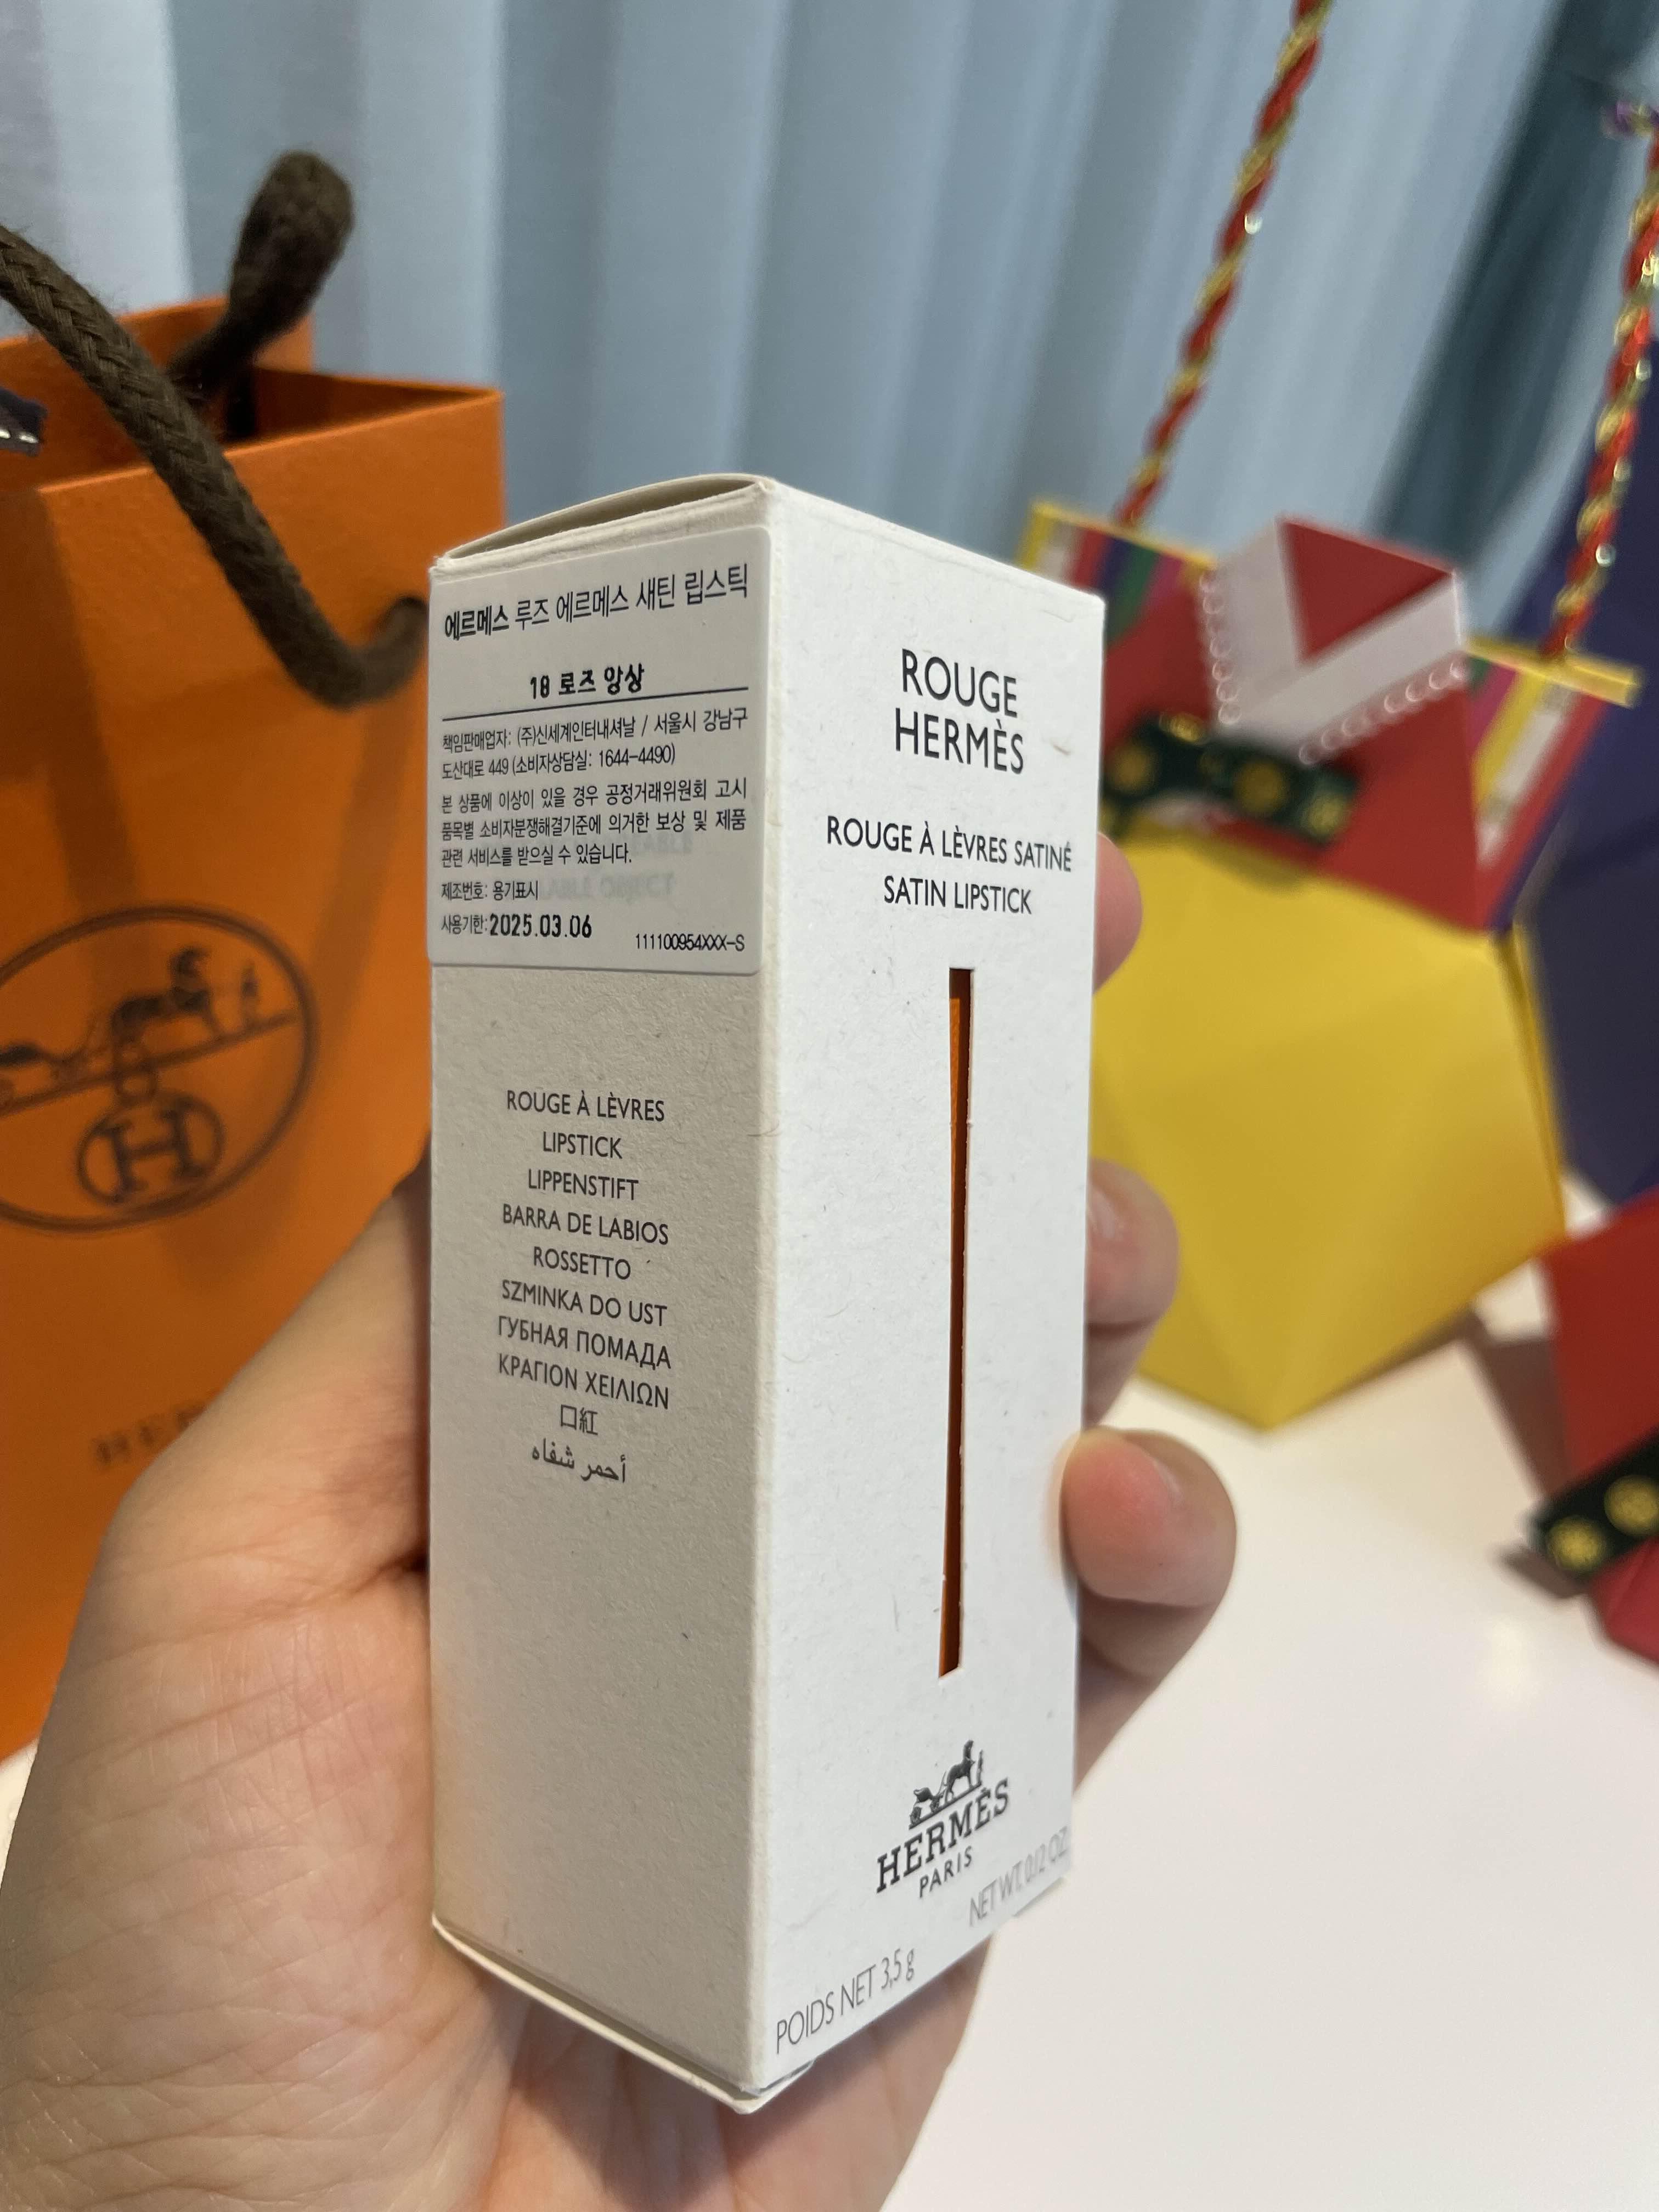 에르메스 루즈 에르메스 새틴 립스틱
18 로즈 앙상
책임판매업자: (주)신세계인터내셔날 / 서울시 강남구
도산대로 449 (소비자상담실: 1644-4490)
본 상품에 이상이 있을 경우 공정거래위원회 고시
품목별 소비자분쟁해결기준에 의거한 보상 및 제품
관련 서비스를 받으실 수 있습니다.
제조번호: 용기표시
사용기한: 2025.03.06
111100954XXX-S
ROUGE À LÈVRES
LIPSTICK
LIPPENSTIFT
BARRA DE LABIOS
ROSSETTO
SZMINKA DO UST
ГУБНАЯ ПОМАДА
ΚΡΑΓΙΟΝ ΧΕΙΛΙΩΝ
口紅
أحمر شفاه
ROUGE
HERMÈS
ROUGE À LÈVRES SATINÉ
SATIN LIPSTICK
HERMÈS
PARIS
NET WT. 0.12 OZ
POIDS NET 3,5 g
H